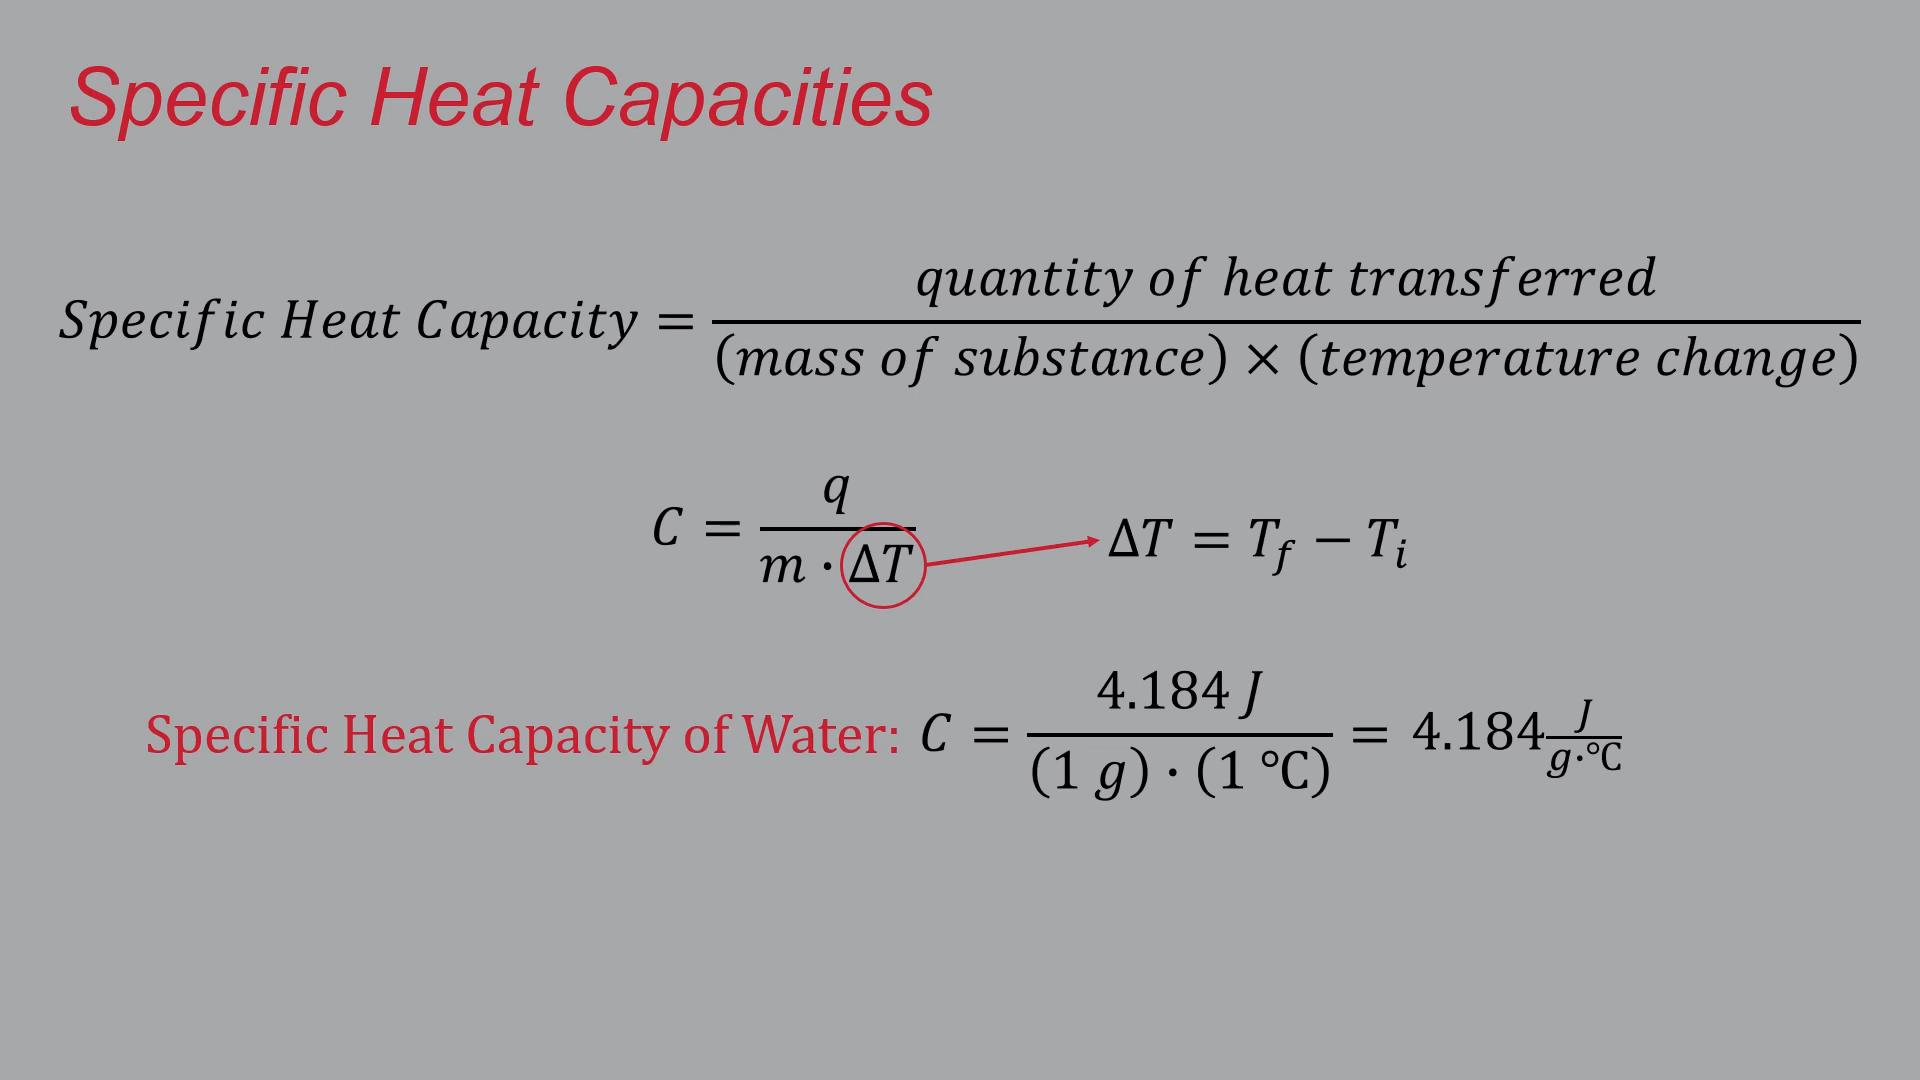 Specific Heat Capacities
Specific Heat Capacity = quantity of heat transferred / (mass of substance) × (temperature change)
C = q / m · ΔT
ΔT = T_f − T_i
Specific Heat Capacity of Water: C = 4.184 J / (1 g) · (1 °C) = 4.184 J / g·°C